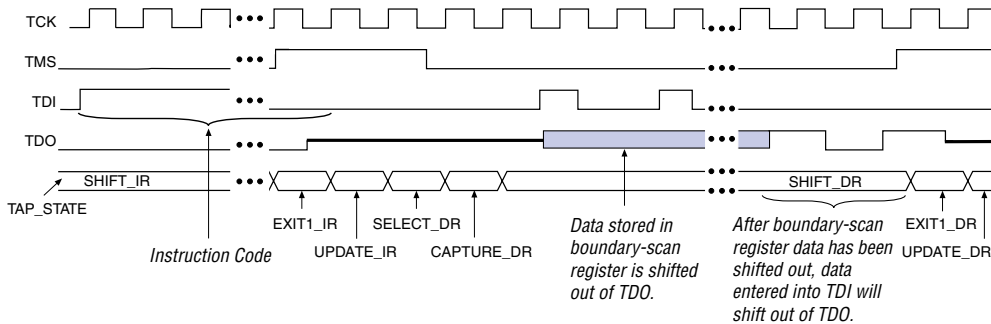 TCK
TMS
TDI
TDO
SHIFT_IR
SHIFT_DR
TAP_STATE
EXIT1_IR
SELECT_DR
EXIT1_DR
Instruction Code
UPDATE_IR
CAPTURE_DR
UPDATE_DR
Data stored in
boundary-scan
register is shifted
out of TDO.
After boundary-scan
register data has been
shifted out, data
entered into TDI will
shift out of TDO.